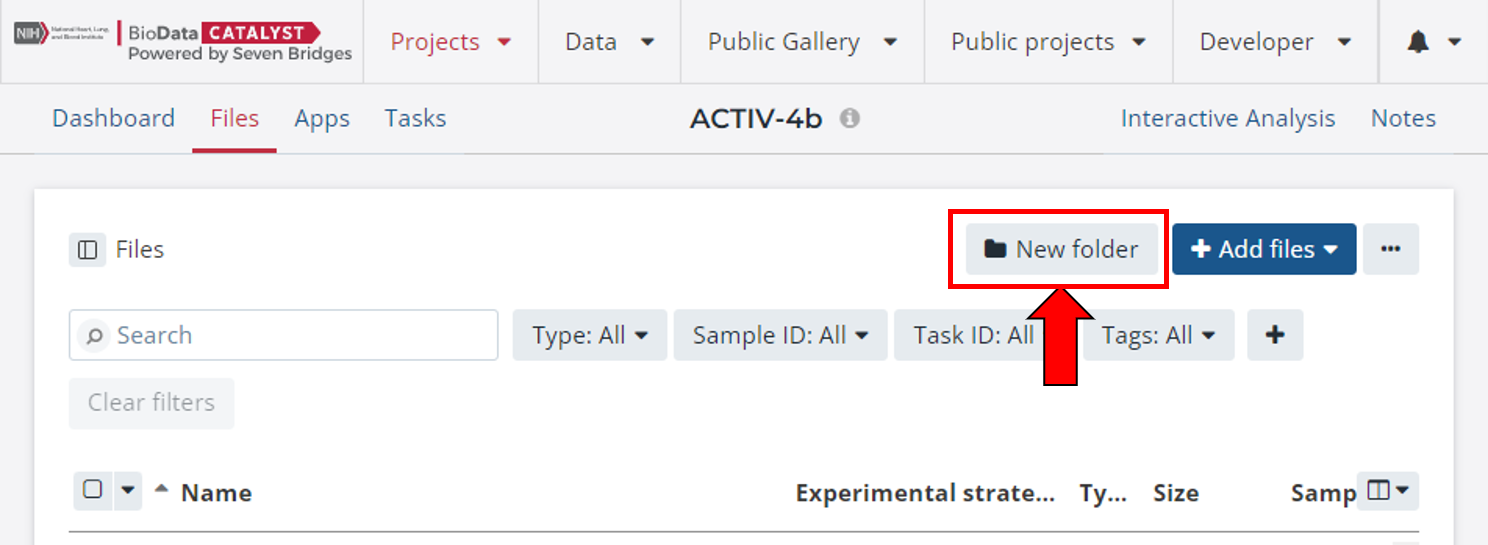 NIH National Heart, Lung,
and Blood Institute
BioData CATALYST
Powered by Seven Bridges
Projects
Data
Public Gallery
Public projects
Developer
Dashboard
Files
Apps
Tasks
ACTIV-4b
Interactive Analysis
Notes
Files
New folder
Add files
Search
Type: All
Sample ID: All
Task ID: All
Tags: All
Clear filters
Name
Experimental strate...
Ty...
Size
Samp